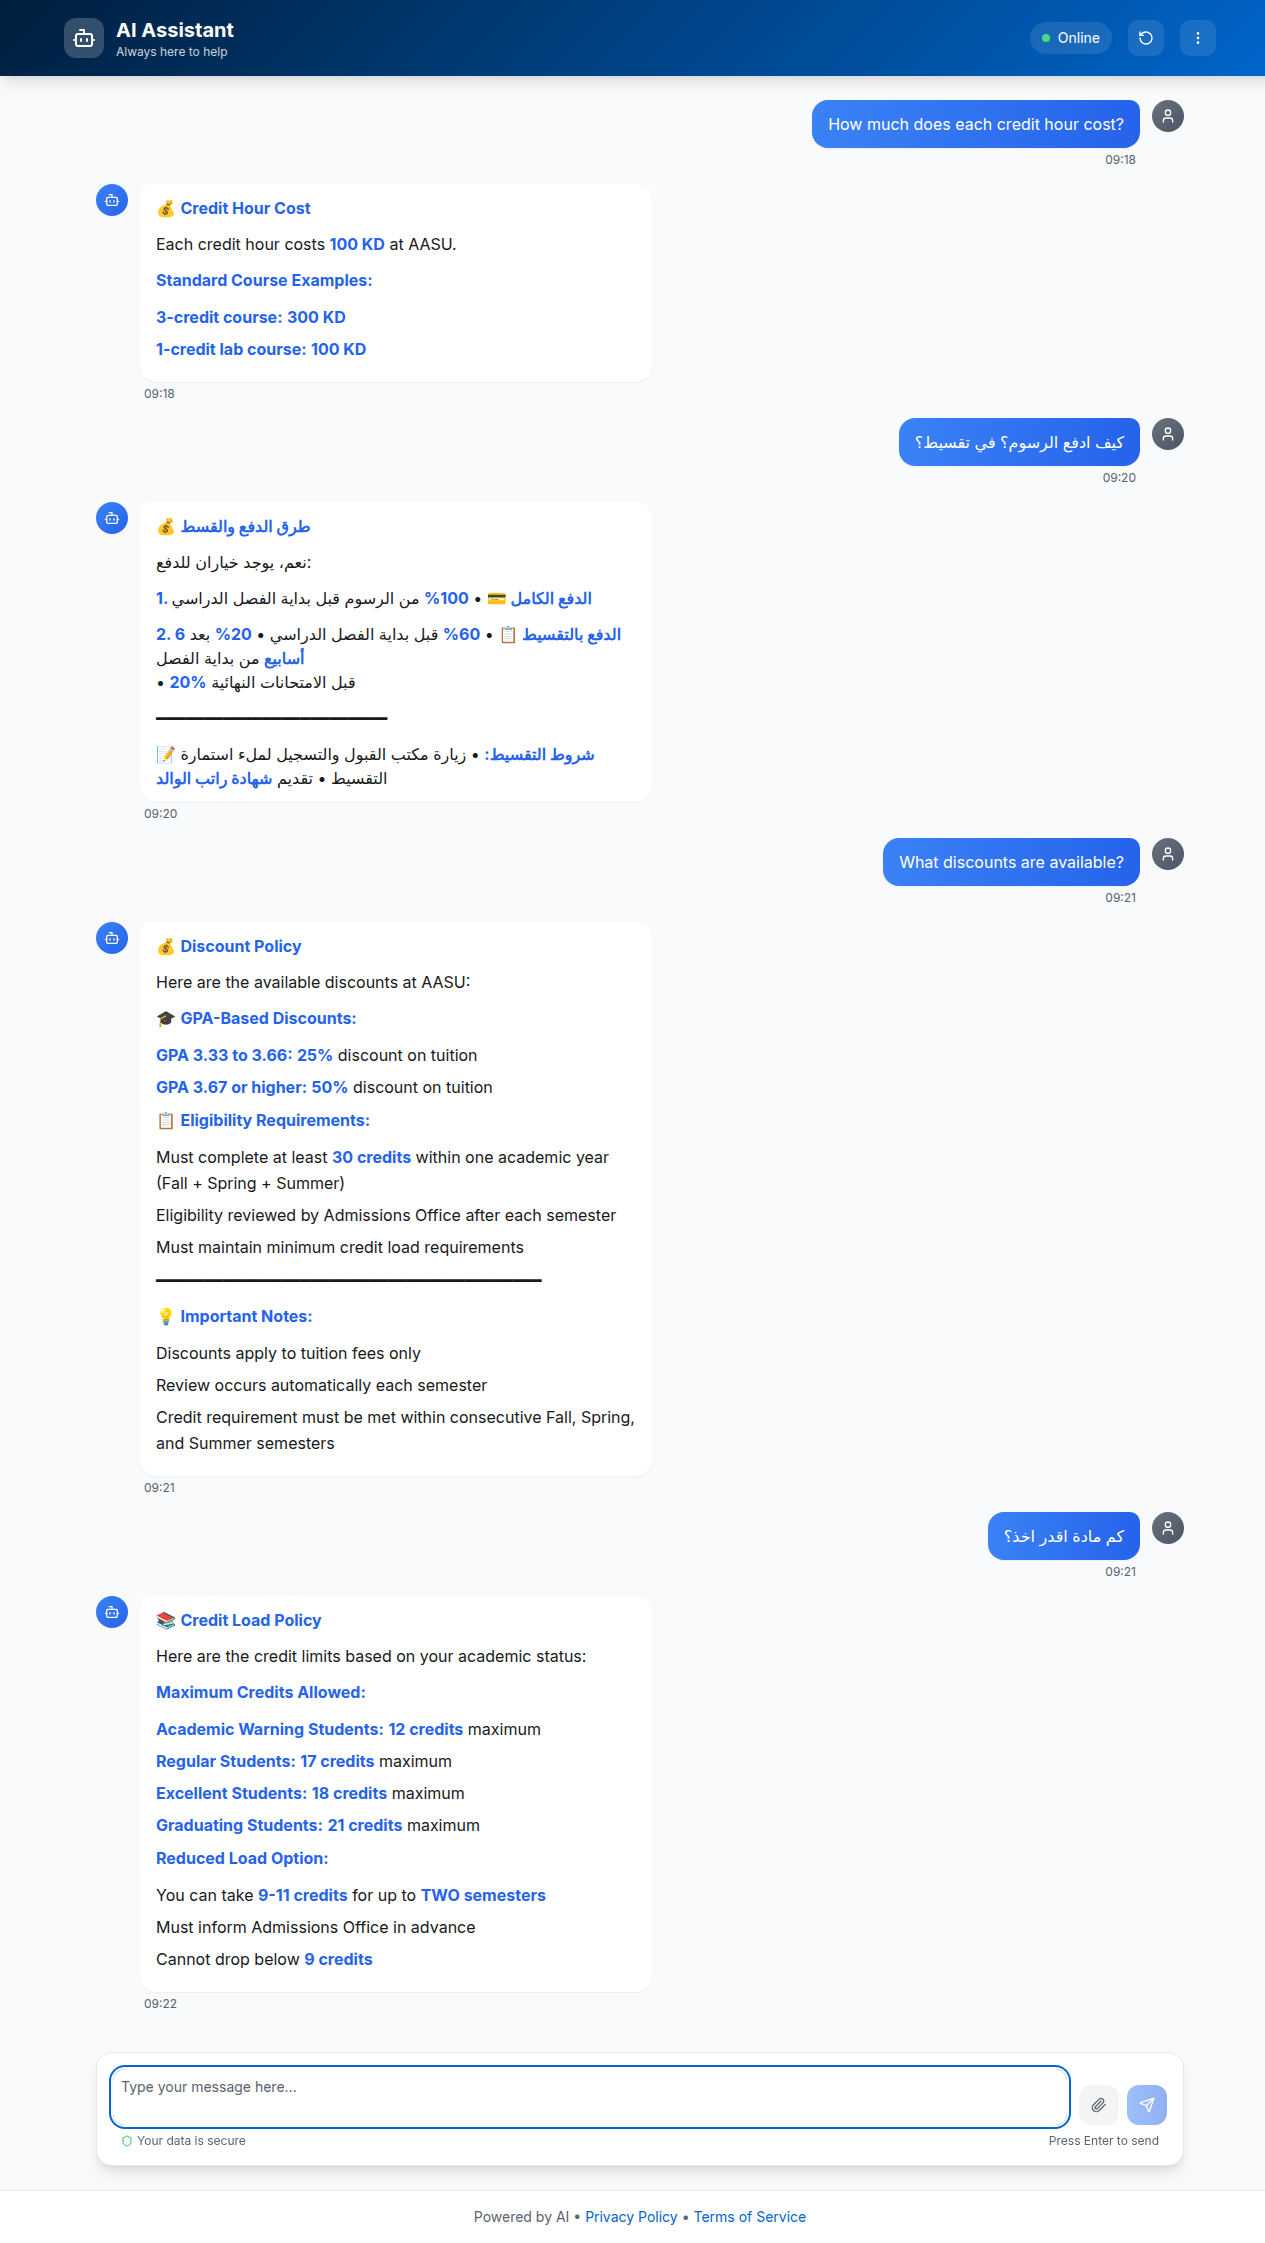 AI Assistant
Always here to help
Online
How much does each credit hour cost?
09:18
💰 Credit Hour Cost
Each credit hour costs 100 KD at AASU.
Standard Course Examples:
3-credit course: 300 KD
1-credit lab course: 100 KD
09:18
كيف ادفع الرسوم؟ في تقسيط؟
09:20
💰 طرق الدفع والقسط
نعم، يوجد خياران للدفع:
1. الدفع الكامل 💳 • 100% من الرسوم قبل بداية الفصل الدراسي
2. الدفع بالتقسيط 📋 • 60% قبل بداية الفصل الدراسي • 20% بعد 6
أسابيع من بداية الفصل
• 20% قبل الامتحانات النهائية
━━━━━━━━━━━━━━━━━━━━━━━━
📝 شروط التقسيط: • زيارة مكتب القبول والتسجيل لملء استمارة
التقسيط • تقديم شهادة راتب الوالد
09:20
What discounts are available?
09:21
💰 Discount Policy
Here are the available discounts at AASU:
🎓 GPA-Based Discounts:
GPA 3.33 to 3.66: 25% discount on tuition
GPA 3.67 or higher: 50% discount on tuition
📋 Eligibility Requirements:
Must complete at least 30 credits within one academic year
(Fall + Spring + Summer)
Eligibility reviewed by Admissions Office after each semester
Must maintain minimum credit load requirements
━━━━━━━━━━━━━━━━━━━━━━━━━━━━━━━━━━━━━━━━
💡 Important Notes:
Discounts apply to tuition fees only
Review occurs automatically each semester
Credit requirement must be met within consecutive Fall, Spring,
and Summer semesters
09:21
كم مادة اقدر اخذ؟
09:21
📚 Credit Load Policy
Here are the credit limits based on your academic status:
Maximum Credits Allowed:
Academic Warning Students: 12 credits maximum
Regular Students: 17 credits maximum
Excellent Students: 18 credits maximum
Graduating Students: 21 credits maximum
Reduced Load Option:
You can take 9-11 credits for up to TWO semesters
Must inform Admissions Office in advance
Cannot drop below 9 credits
09:22
Type your message here...
Your data is secure
Press Enter to send
Powered by AI • Privacy Policy • Terms of Service